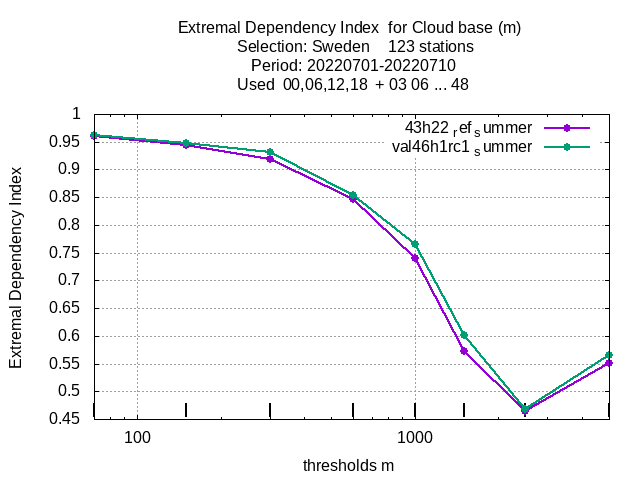 Extremal Dependency Index  for Cloud base (m)
Selection: Sweden    123 stations
Period: 20220701-20220710
Used  00,06,12,18  + 03 06 ... 48
43h22 refsummer
val46h1rc1 summer
1
0.95
0.9
0.85
0.8
0.75
0.7
0.65
0.6
0.55
0.5
0.45
Extremal Dependency Index
100 1000
thresholds m